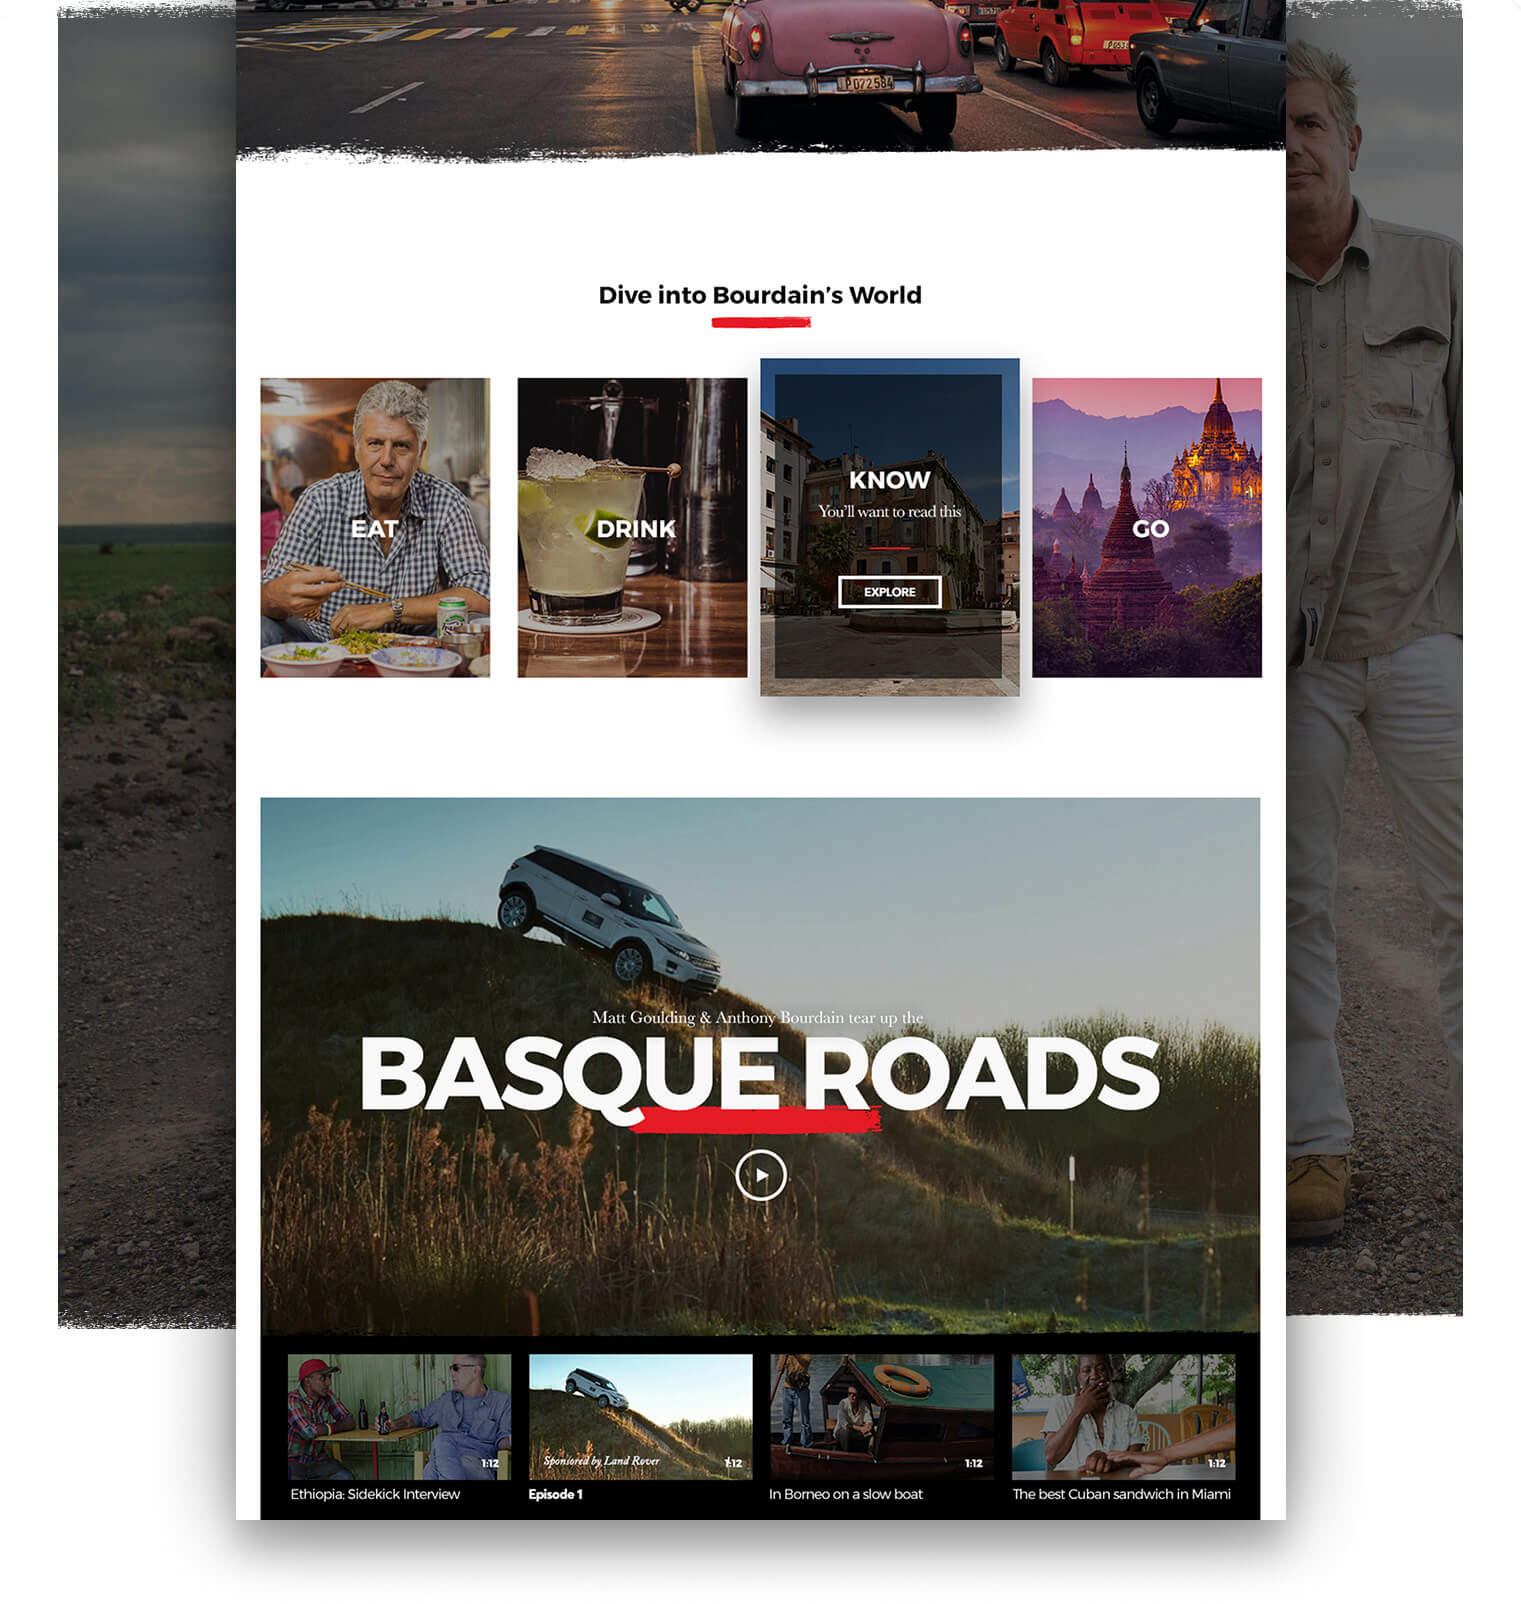 P 072 584
Dive into Bourdain’s World
EAT
DRINK
KNOW
You’ll want to read this
EXPLORE
GO
Matt Goulding & Anthony Bourdain tear up the
BASQUE ROADS
1:12
Sponsored by Land Rover
1:12
1:12
1:12
Ethiopia: Sidekick Interview
Episode 1
In Borneo on a slow boat
The best Cuban sandwich in Miami